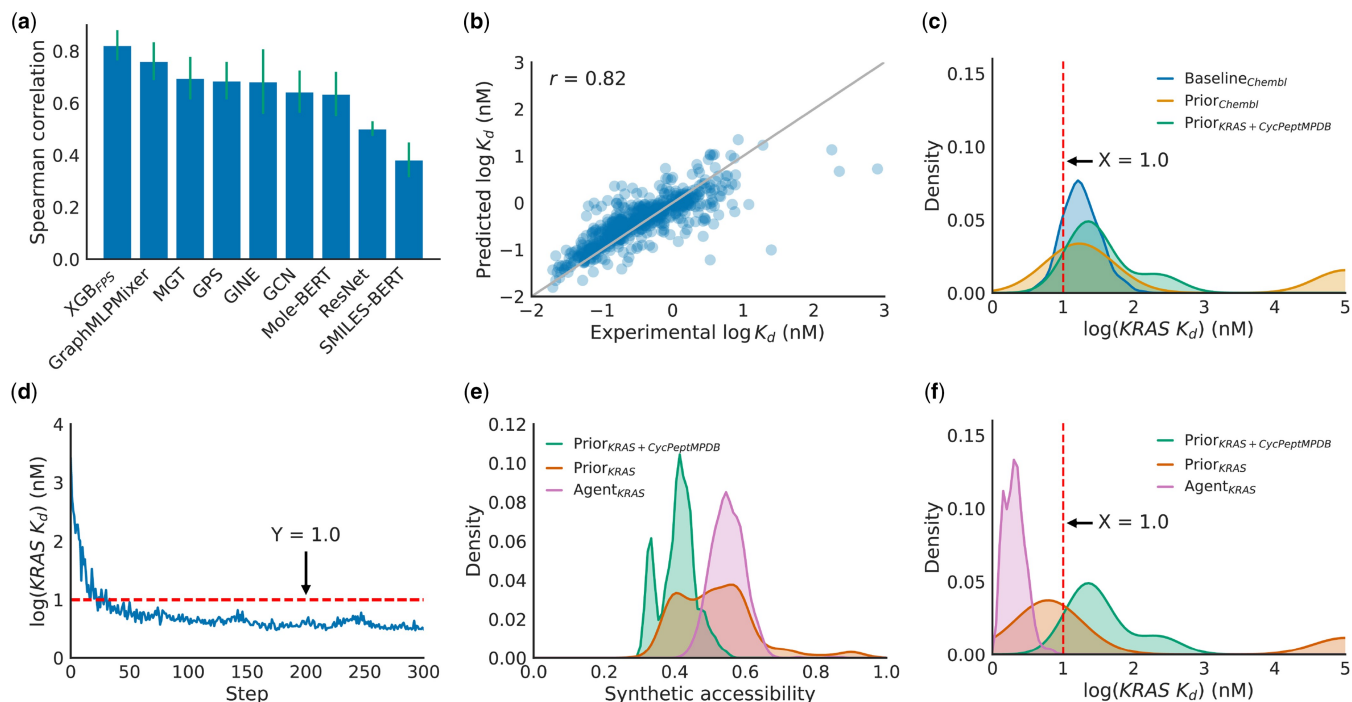 (a)
Spearman correlation
0.8
0.6
0.4
0.2
0.0
XGB_FPS
GraphMLPMixer
MGT
GPS
GINE
GCN
Mole-BERT
ResNet
SMILES-BERT
(b)
r = 0.82
Predicted log K_d (nM)
3
2
1
0
−1
−2
−2 −1 0 1 2 3
Experimental log K_d (nM)
(c)
Density
0.15
0.10
0.05
0.00
Baseline_Chembl
Prior_Chembl
Prior_KRAS + CycPeptMPDB
X = 1.0
0 1 2 3 4 5
log(KRAS K_d) (nM)
(d)
log(KRAS K_d) (nM)
4
3
2
1
0
Y = 1.0
0 50 100 150 200 250 300
Step
(e)
Density
0.12
0.10
0.08
0.06
0.04
0.02
0.00
Prior_KRAS + CycPeptMPDB
Prior_KRAS
Agent_KRAS
0.0 0.2 0.4 0.6 0.8 1.0
Synthetic accessibility
(f)
Density
0.15
0.10
0.05
0.00
Prior_KRAS + CycPeptMPDB
Prior_KRAS
Agent_KRAS
X = 1.0
0 1 2 3 4 5
log(KRAS K_d) (nM)